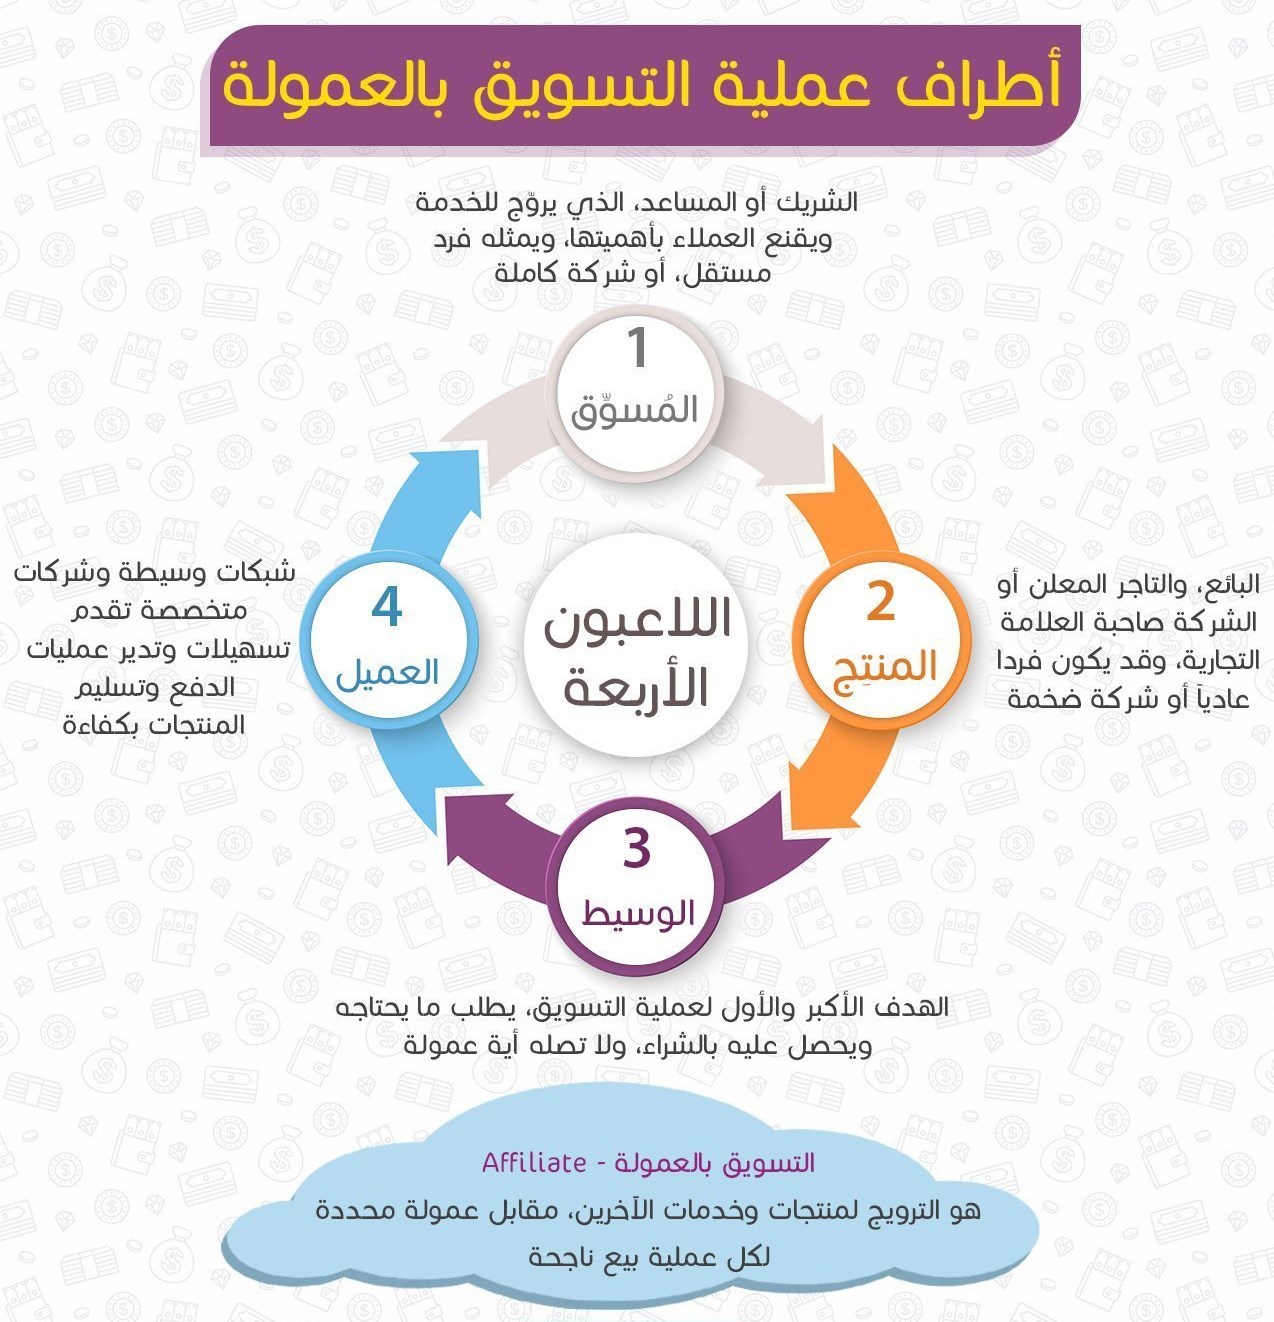 أطراف عملية التسويق بالعمولة
الشريك أو المساعد، الذي يروّج للخدمة
ويقنع العملاء بأهميتها، ويمثله فرد
مستقل، أو شركة كاملة
1
المُسوِّق
البائع، والتاجر المعلن أو
الشركة صاحبة العلامة
التجارية، وقد يكون فردا
عادياً أو شركة ضخمة
2
المنتِج
اللاعبون
الأربعة
4
العميل
شبكات وسيطة وشركات
متخصصة تقدم
تسهيلات وتدير عمليات
الدفع وتسليم
المنتجات بكفاءة
3
الوسيط
الهدف الأكبر والأول لعملية التسويق، يطلب ما يحتاجه
ويحصل عليه بالشراء، ولا تصله أية عمولة
التسويق بالعمولة - Affiliate
هو الترويج لمنتجات وخدمات الآخرين، مقابل عمولة محددة
لكل عملية بيع ناجحة